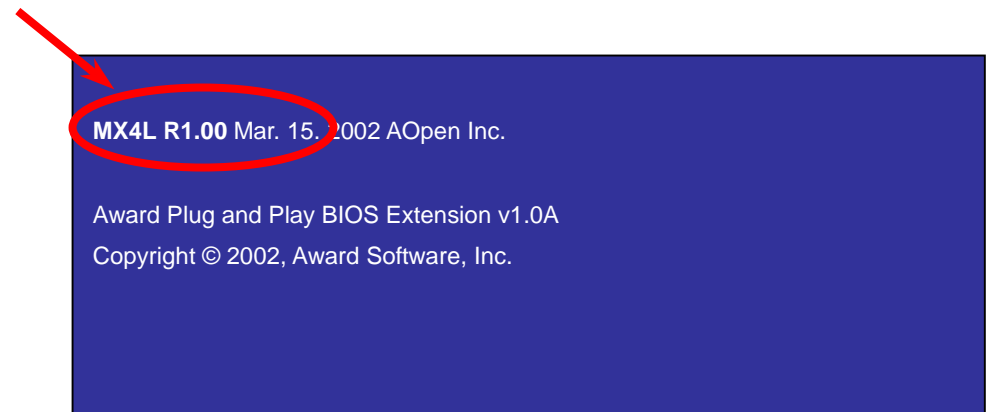 MX4L R1.00 Mar. 15. 2002 AOpen Inc.
Award Plug and Play BIOS Extension v1.0A
Copyright © 2002, Award Software, Inc.